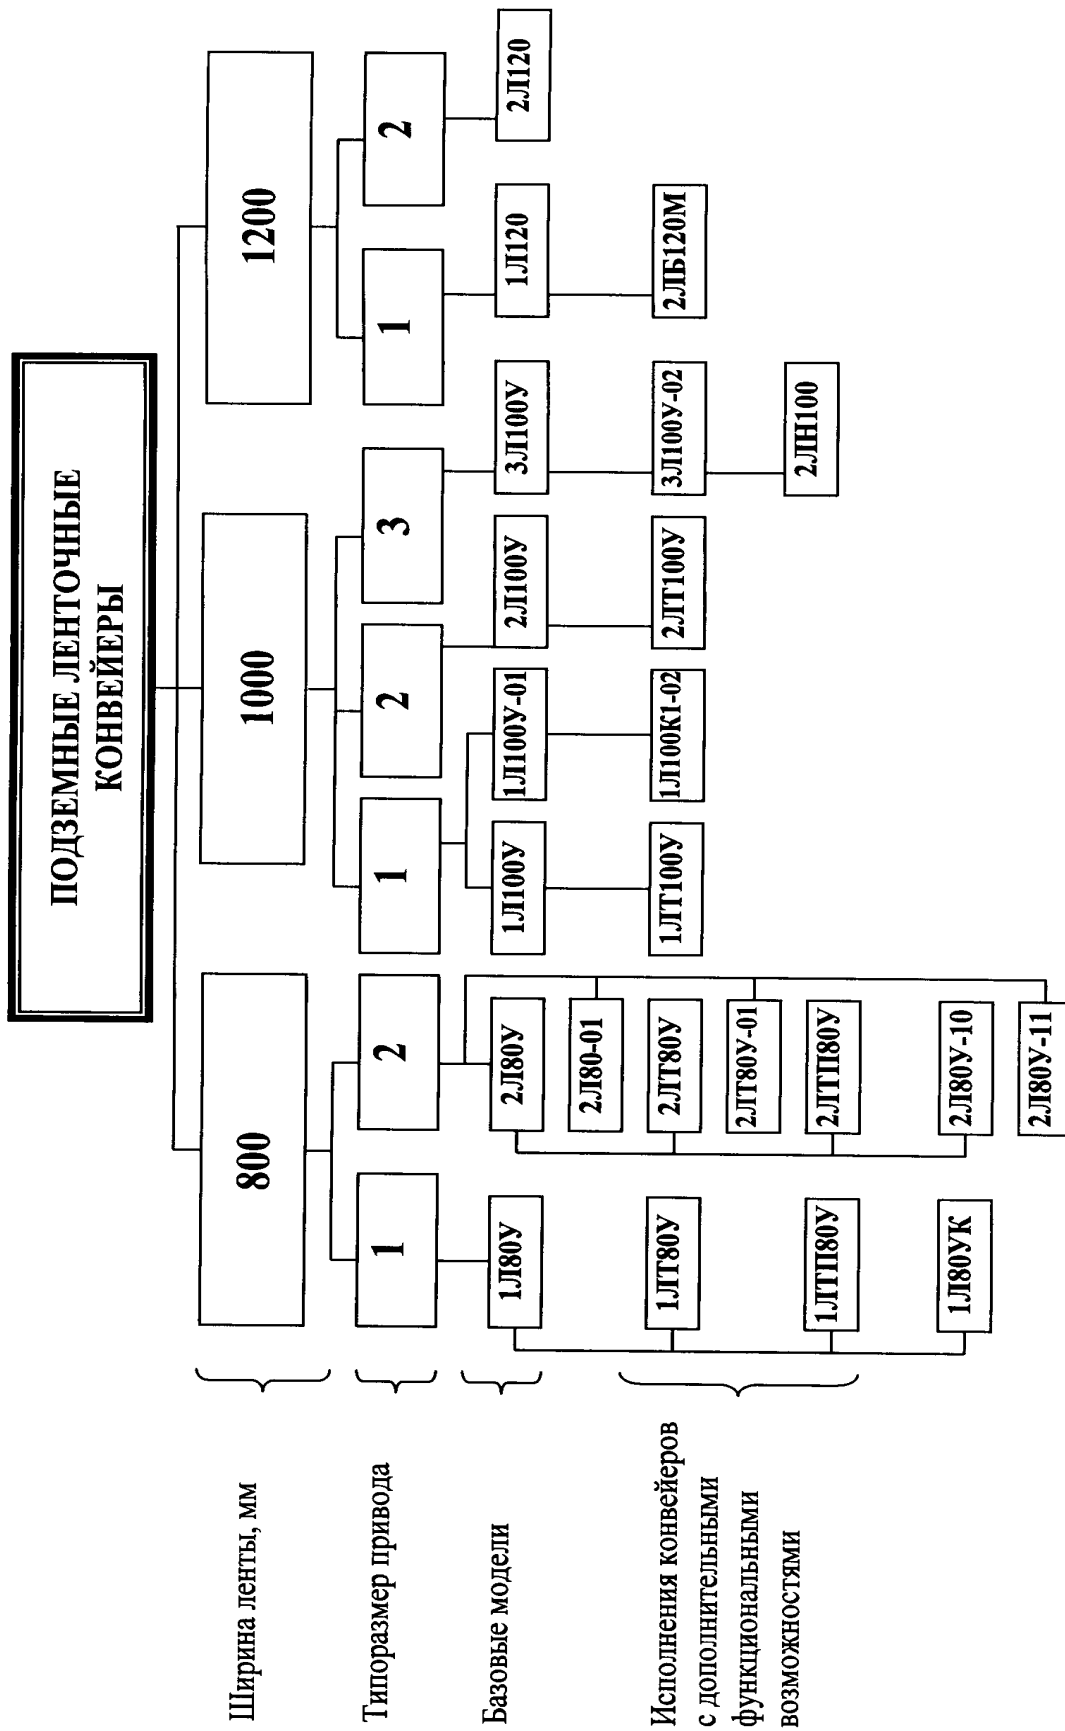 ПОДЗЕМНЫЕ ЛЕНТОЧНЫЕ
КОНВЕЙЕРЫ
Ширина ленты, мм
800
1000
1200
Типоразмер привода
1
2
1
2
3
1
2
Базовые модели
1Л80У
2Л80У
1Л100У
1Л100У-01
2Л100У
3Л100У
1Л120
2Л120
2Л80-01
Исполнения конвейеров
с дополнительными
функциональными
возможностями
1ЛТ80У
2ЛТ80У
1ЛТ100У
1Л100К1-02
2ЛТ100У
3Л100У-02
2ЛБ120М
2ЛТ80У-01
1ЛТП80У
2ЛТП80У
2ЛН100
1Л80УК
2Л80У-10
2Л80У-11